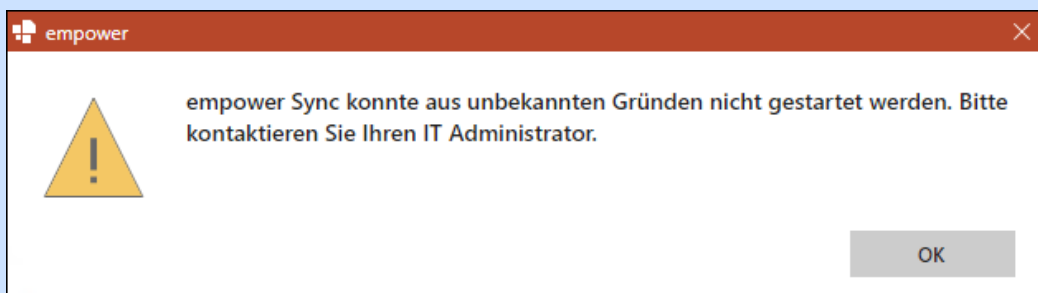 empower
empower Sync konnte aus unbekannten Gründen nicht gestartet werden. Bitte
kontaktieren Sie Ihren IT Administrator.
OK